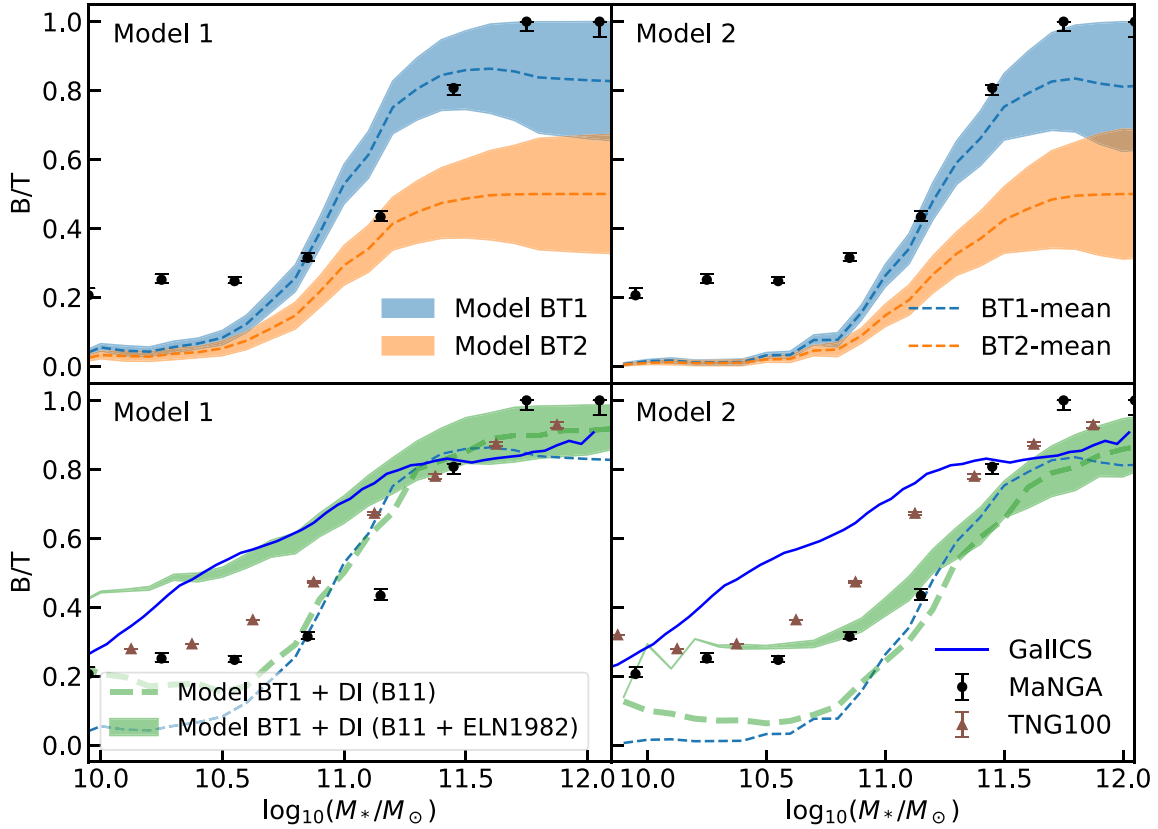 Model 1
Model 2
1.0
0.8
0.6
0.4
0.2
0.0
B/T
Model BT1
Model BT2
BT1-mean
BT2-mean
Model 1
Model 2
1.0
0.8
0.6
0.4
0.2
0.0
B/T
Model BT1 + DI (B11)
Model BT1 + DI (B11 + ELN1982)
GalICS
MaNGA
TNG100
10.0 10.5 11.0 11.5 12.0
10.0 10.5 11.0 11.5 12.0
log₁₀(M*/M⊙)
log₁₀(M*/M⊙)